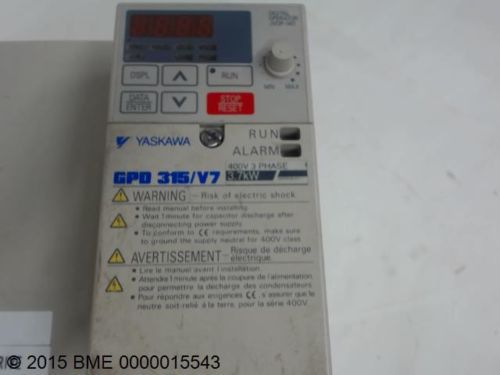 DIGITAL
OPERATOR
DSPL
RUN
DATA
ENTER
STOP
RESET
MIN MAX
YASKAWA
RUN
ALARM
GPD 315/V7
400V 3 PHASE
3.7kW
WARNING - Risk of electric shock.
• Read manual before installing.
• Wait 1 minute for capacitor discharge after
disconnecting power supply.
• To conform to CE requirements, make sure
to ground the supply neutral for 400V class
AVERTISSEMENT - Risque de décharge
électrique.
• Lire le manuel avant l'installation.
• Attendre 1 minute après la coupure de l'alimentation,
pour permettre la décharge des condensateurs.
• Pour répondre aux exigences CE, s'assurer que le
neutre soit relié à la terre, pour la série 400V
© 2015 BME 0000015543